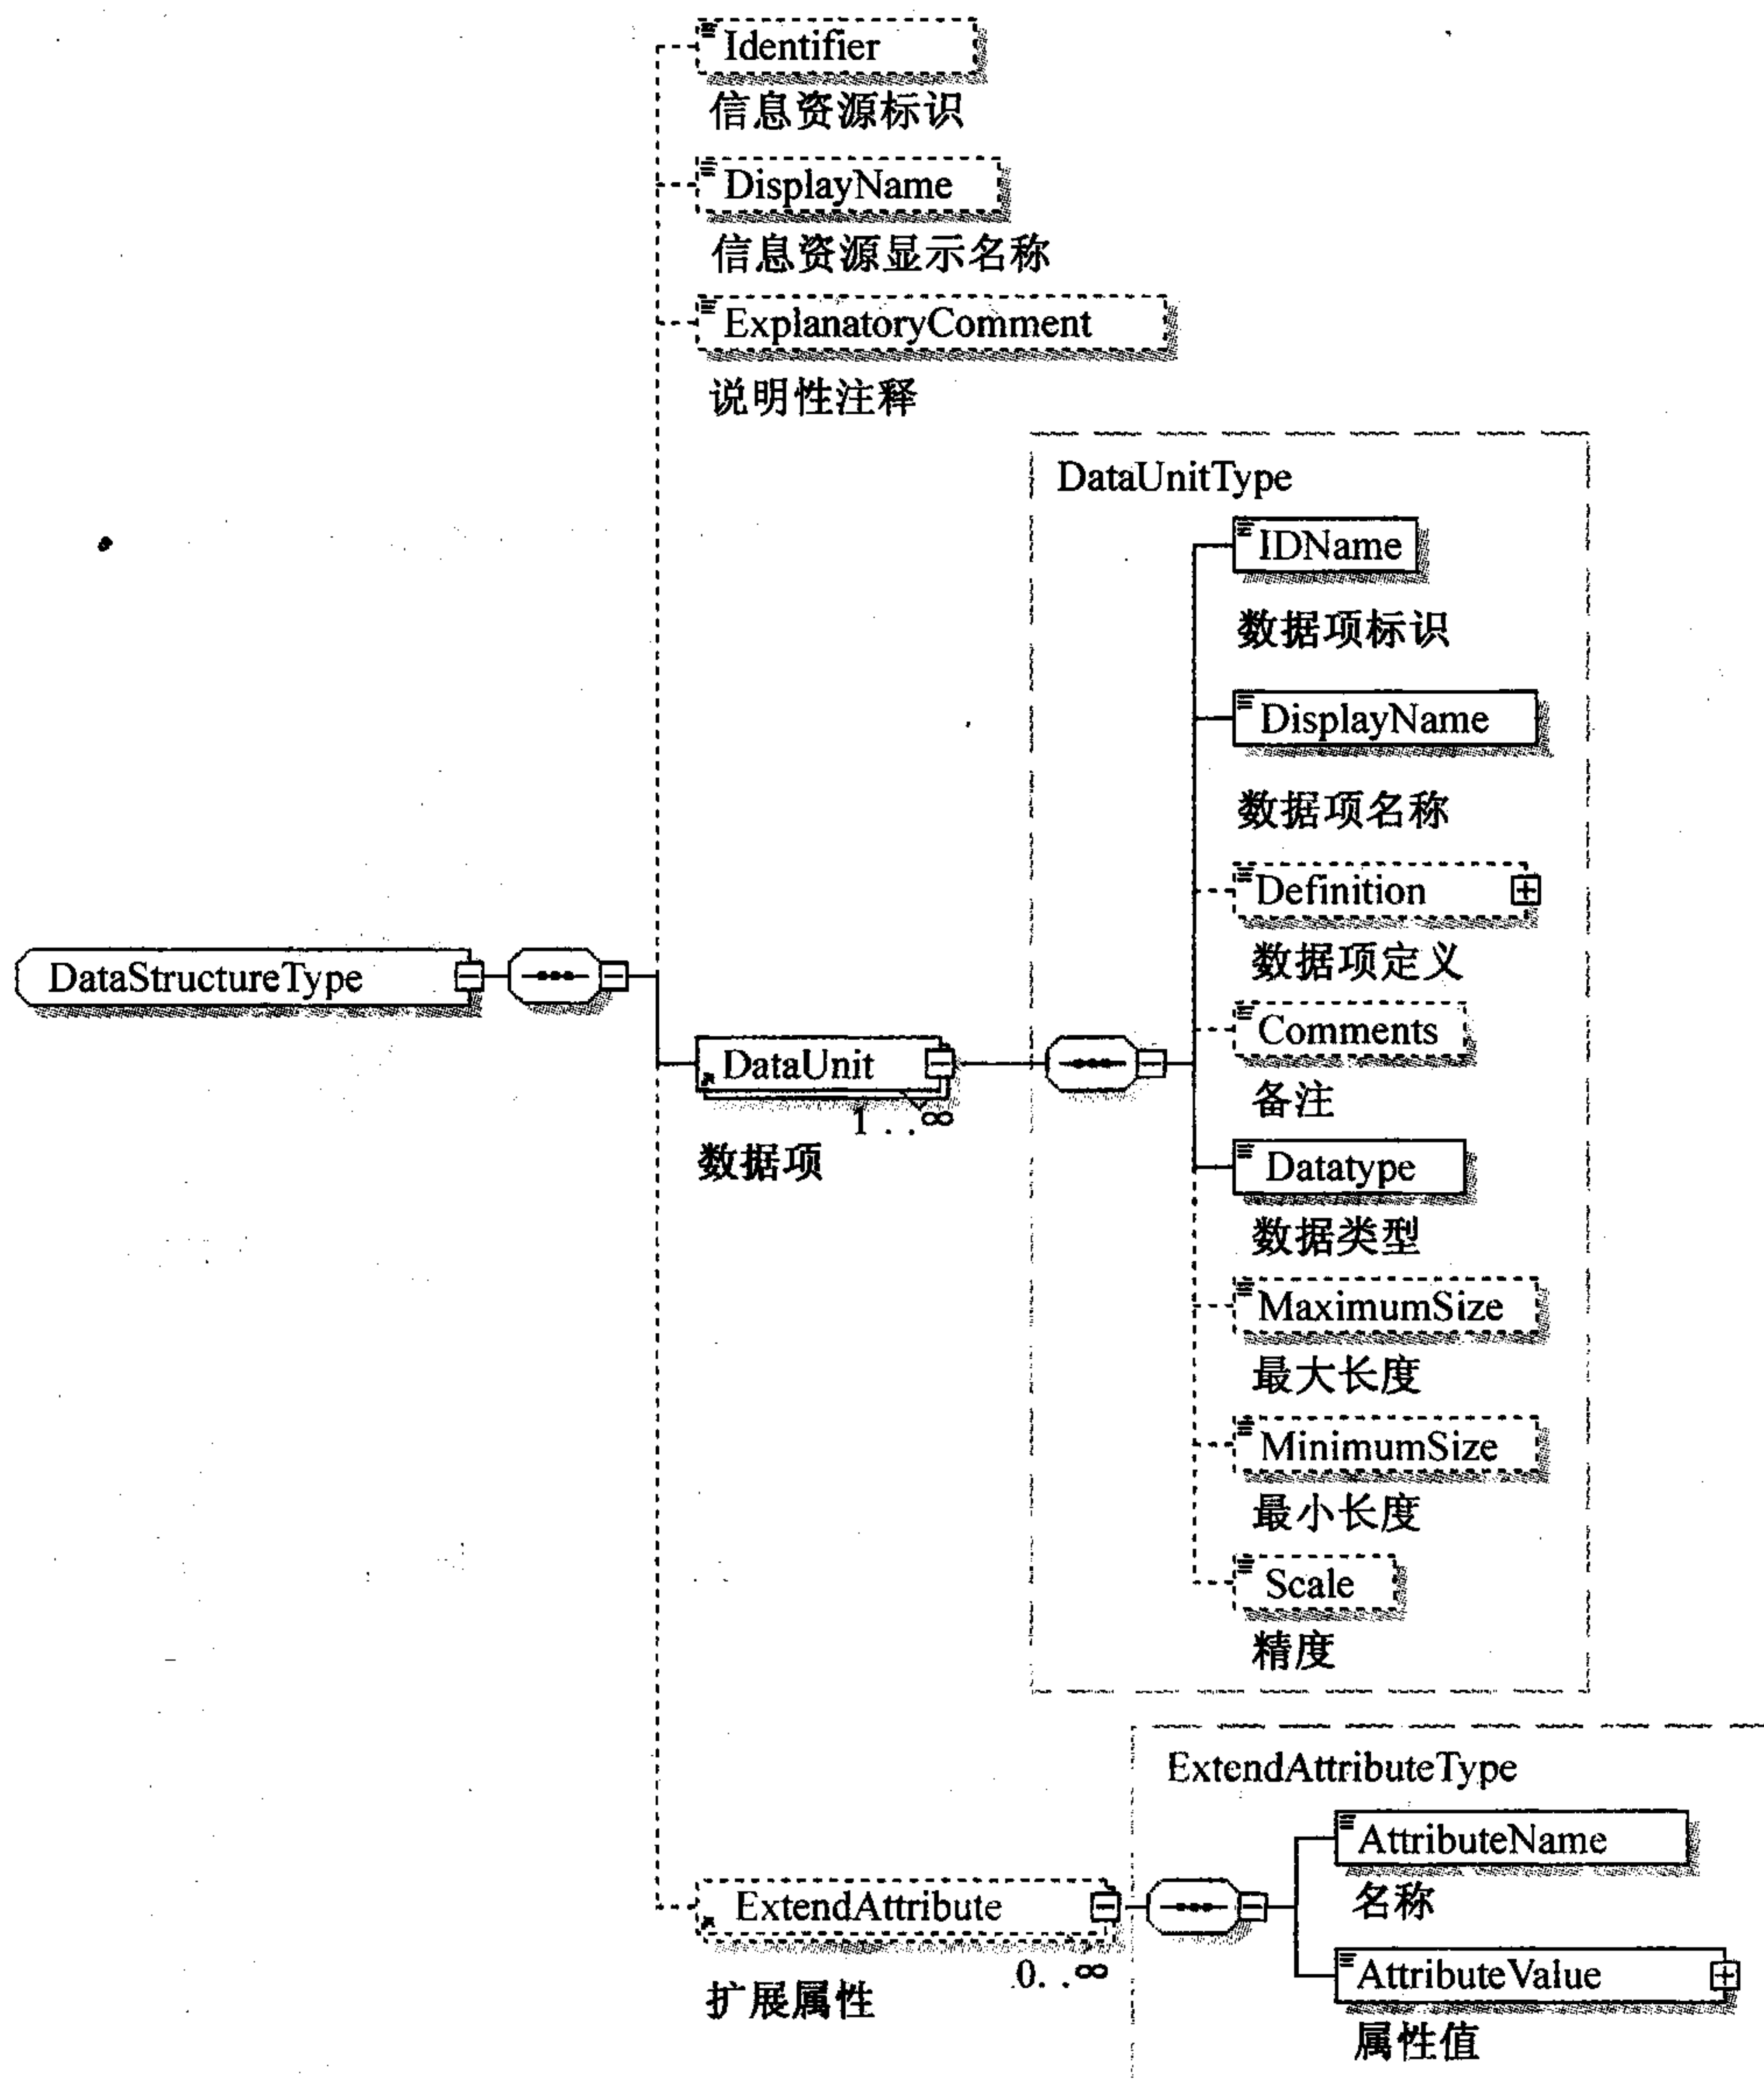 Identifier
信息资源标识
DisplayName
信息资源显示名称
ExplanatoryComment
说明性注释
DataUnitType
IDName
数据项标识
DisplayName
数据项名称
Definition
数据项定义
DataStructureType
Comments
DataUnit
备注
1..∞
数据项
Datatype
数据类型
MaximumSize
最大长度
MinimumSize
最小长度
Scale
精度
ExtendAttributeType
AttributeName
名称
ExtendAttribute
0..∞
扩展属性
AttributeValue
属性值